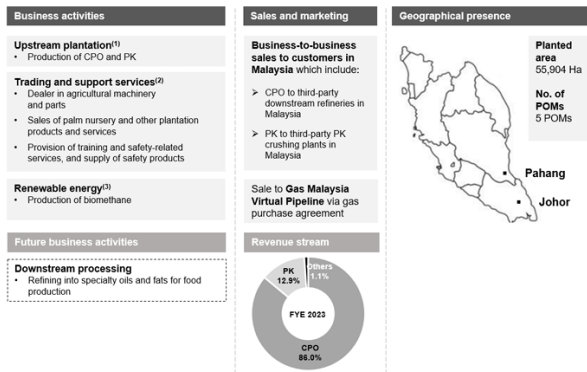 Business activities
Upstream plantation(1)
• Production of CPO and PK
Trading and support services(2)
• Dealer in agricultural machinery
and parts
• Sales of palm nursery and other plantation
products and services
• Provision of training and safety-related
services, and supply of safety products
Renewable energy(3)
• Production of biomethane
Future business activities
Downstream processing
• Refining into specialty oils and fats for food
production
Sales and marketing
Business-to-business
sales to customers in
Malaysia which include:
➢ CPO to third-party
downstream refineries in
Malaysia
➢ PK to third-party PK
crushing plants in
Malaysia
Sale to Gas Malaysia
Virtual Pipeline via gas
purchase agreement
Revenue stream
Others
1.1%
PK
12.9%
FYE 2023
CPO
86.0%
Geographical presence
Planted
area
55,904 Ha
No. of
POMs
5 POMs
Pahang
Johor